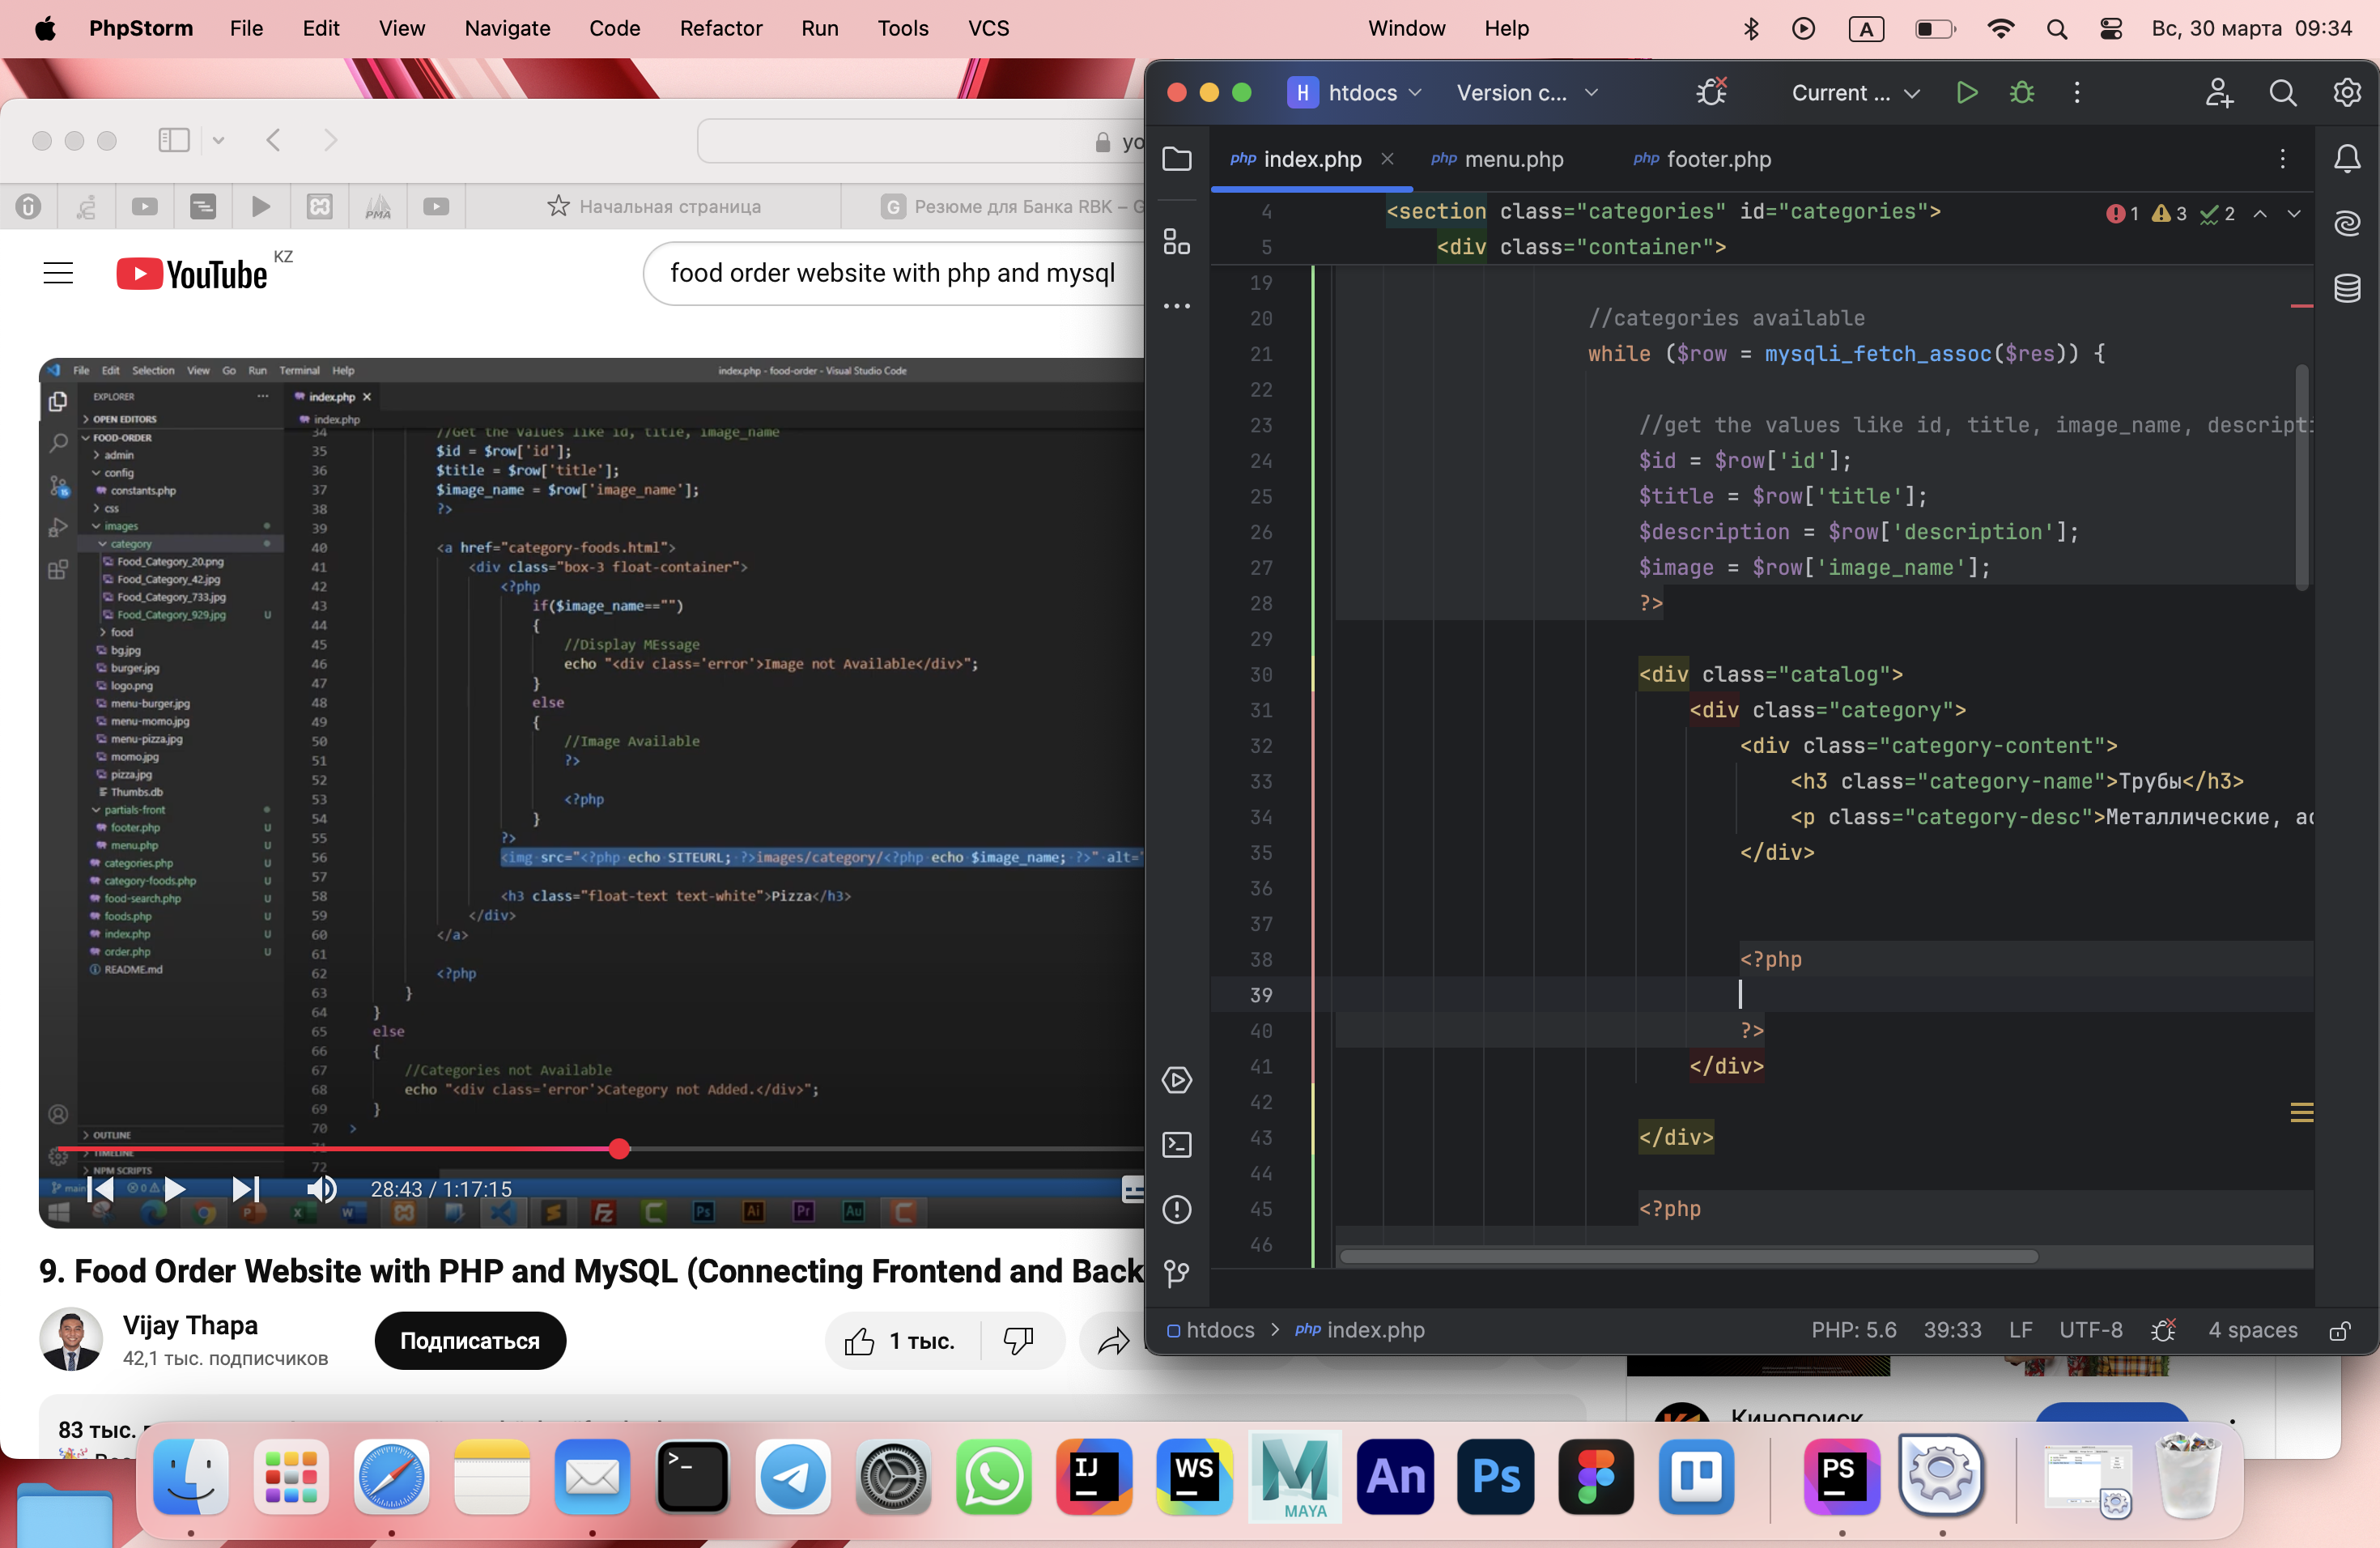 PhpStorm File Edit View Navigate Code Refactor Run Tools VCS Window Help A Вс, 30 марта 09:34
Начальная страница
G Резюме для Банка RBK – G
PMA
YouTube KZ
food order website with php and mysql
File Edit Selection View Go Run Terminal Help index.php - food-order - Visual Studio Code
EXPLORER
OPEN EDITORS
FOOD-ORDER
admin
config
constants.php
css
images
category
Food_Category_20.png
Food_Category_42.jpg
Food_Category_733.jpg
Food_Category_929.jpg U
food
bg.jpg
burger.jpg
logo.png
menu-burger.jpg
menu-momo.jpg
menu-pizza.jpg
momo.jpg
pizza.jpg
Thumbs.db
partials-front
footer.php U
menu.php U
categories.php U
category-foods.php U
food-search.php U
foods.php U
index.php U
order.php U
README.md
OUTLINE
TIMELINE
NPM SCRIPTS
index.php
index.php
34 //Get the Values like id, title, image_name
35 $id = $row['id'];
36 $title = $row['title'];
37 $image_name = $row['image_name'];
38 ?>
39
40 <a href="category-foods.html">
41 <div class="box-3 float-container">
42 <?php
43 if($image_name=="")
44 {
45 //Display MEssage
46 echo "<div class='error'>Image not Available</div>";
47 }
48 else
49 {
50 //Image Available
51 ?>
52
53 <?php
54 }
55 ?>
56 <img src="<?php echo SITEURL; ?>images/category/<?php echo $image_name; ?>" alt="
57
58 <h3 class="float-text text-white">Pizza</h3>
59 </div>
60 </a>
61
62 <?php
63 }
64 }
65 else
66 {
67 //Categories not Available
68 echo "<div class='error'>Category not Added.</div>";
69 }
70 >
71
72
28:43 / 1:17:15
9. Food Order Website with PHP and MySQL (Connecting Frontend and Back
Vijay Thapa
42,1 тыс. подписчиков
Подписаться
1 тыс.
83 тыс.
Кинопоиск
H htdocs Version c... Current ...
php index.php
php menu.php
php footer.php
4 <section class="categories" id="categories">
1 3 2
5 <div class="container">
19
20 //categories available
21 while ($row = mysqli_fetch_assoc($res)) {
22
23 //get the values like id, title, image_name, descripti
24 $id = $row['id'];
25 $title = $row['title'];
26 $description = $row['description'];
27 $image = $row['image_name'];
28 ?>
29
30 <div class="catalog">
31 <div class="category">
32 <div class="category-content">
33 <h3 class="category-name">Трубы</h3>
34 <p class="category-desc">Металлические, ас
35 </div>
36
37
38 <?php
39
40 ?>
41 </div>
42
43 </div>
44
45 <?php
46
htdocs > php index.php PHP: 5.6 39:33 LF UTF-8 4 spaces
IJ WS MAYA An Ps PS